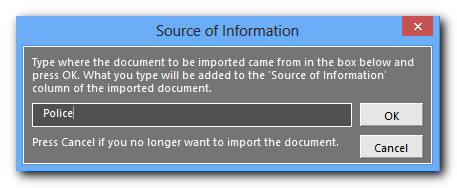 Source of Information
Type where the document to be imported came from in the box below and
press OK. What you type will be added to the 'Source of Information'
column of the imported document.
Police
OK
Press Cancel if you no longer want to import the document.
Cancel